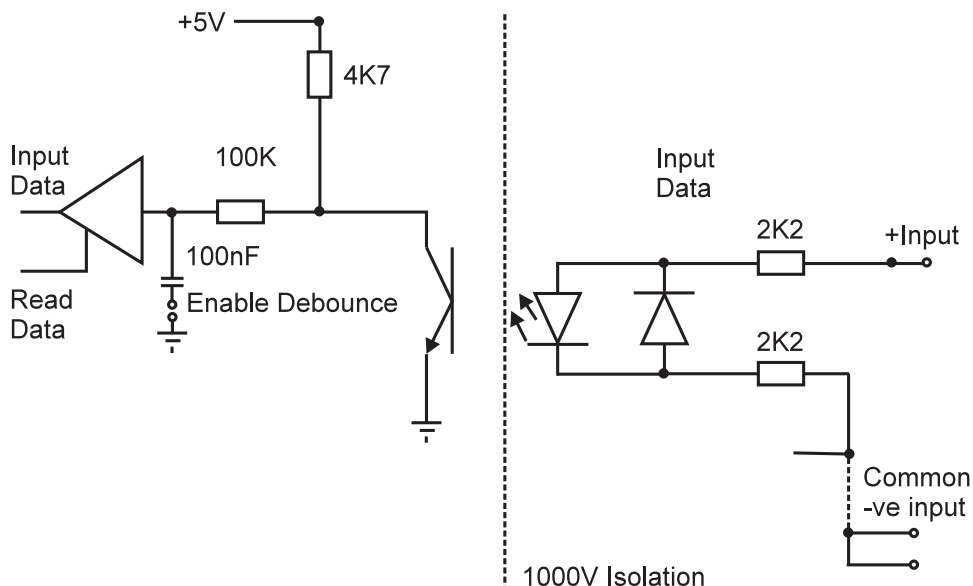 +5V
4K7
100K
Input
Data
Input
Data
2K2
+Input
100nF
Enable Debounce
Read
Data
2K2
Common
-ve input
1000V Isolation